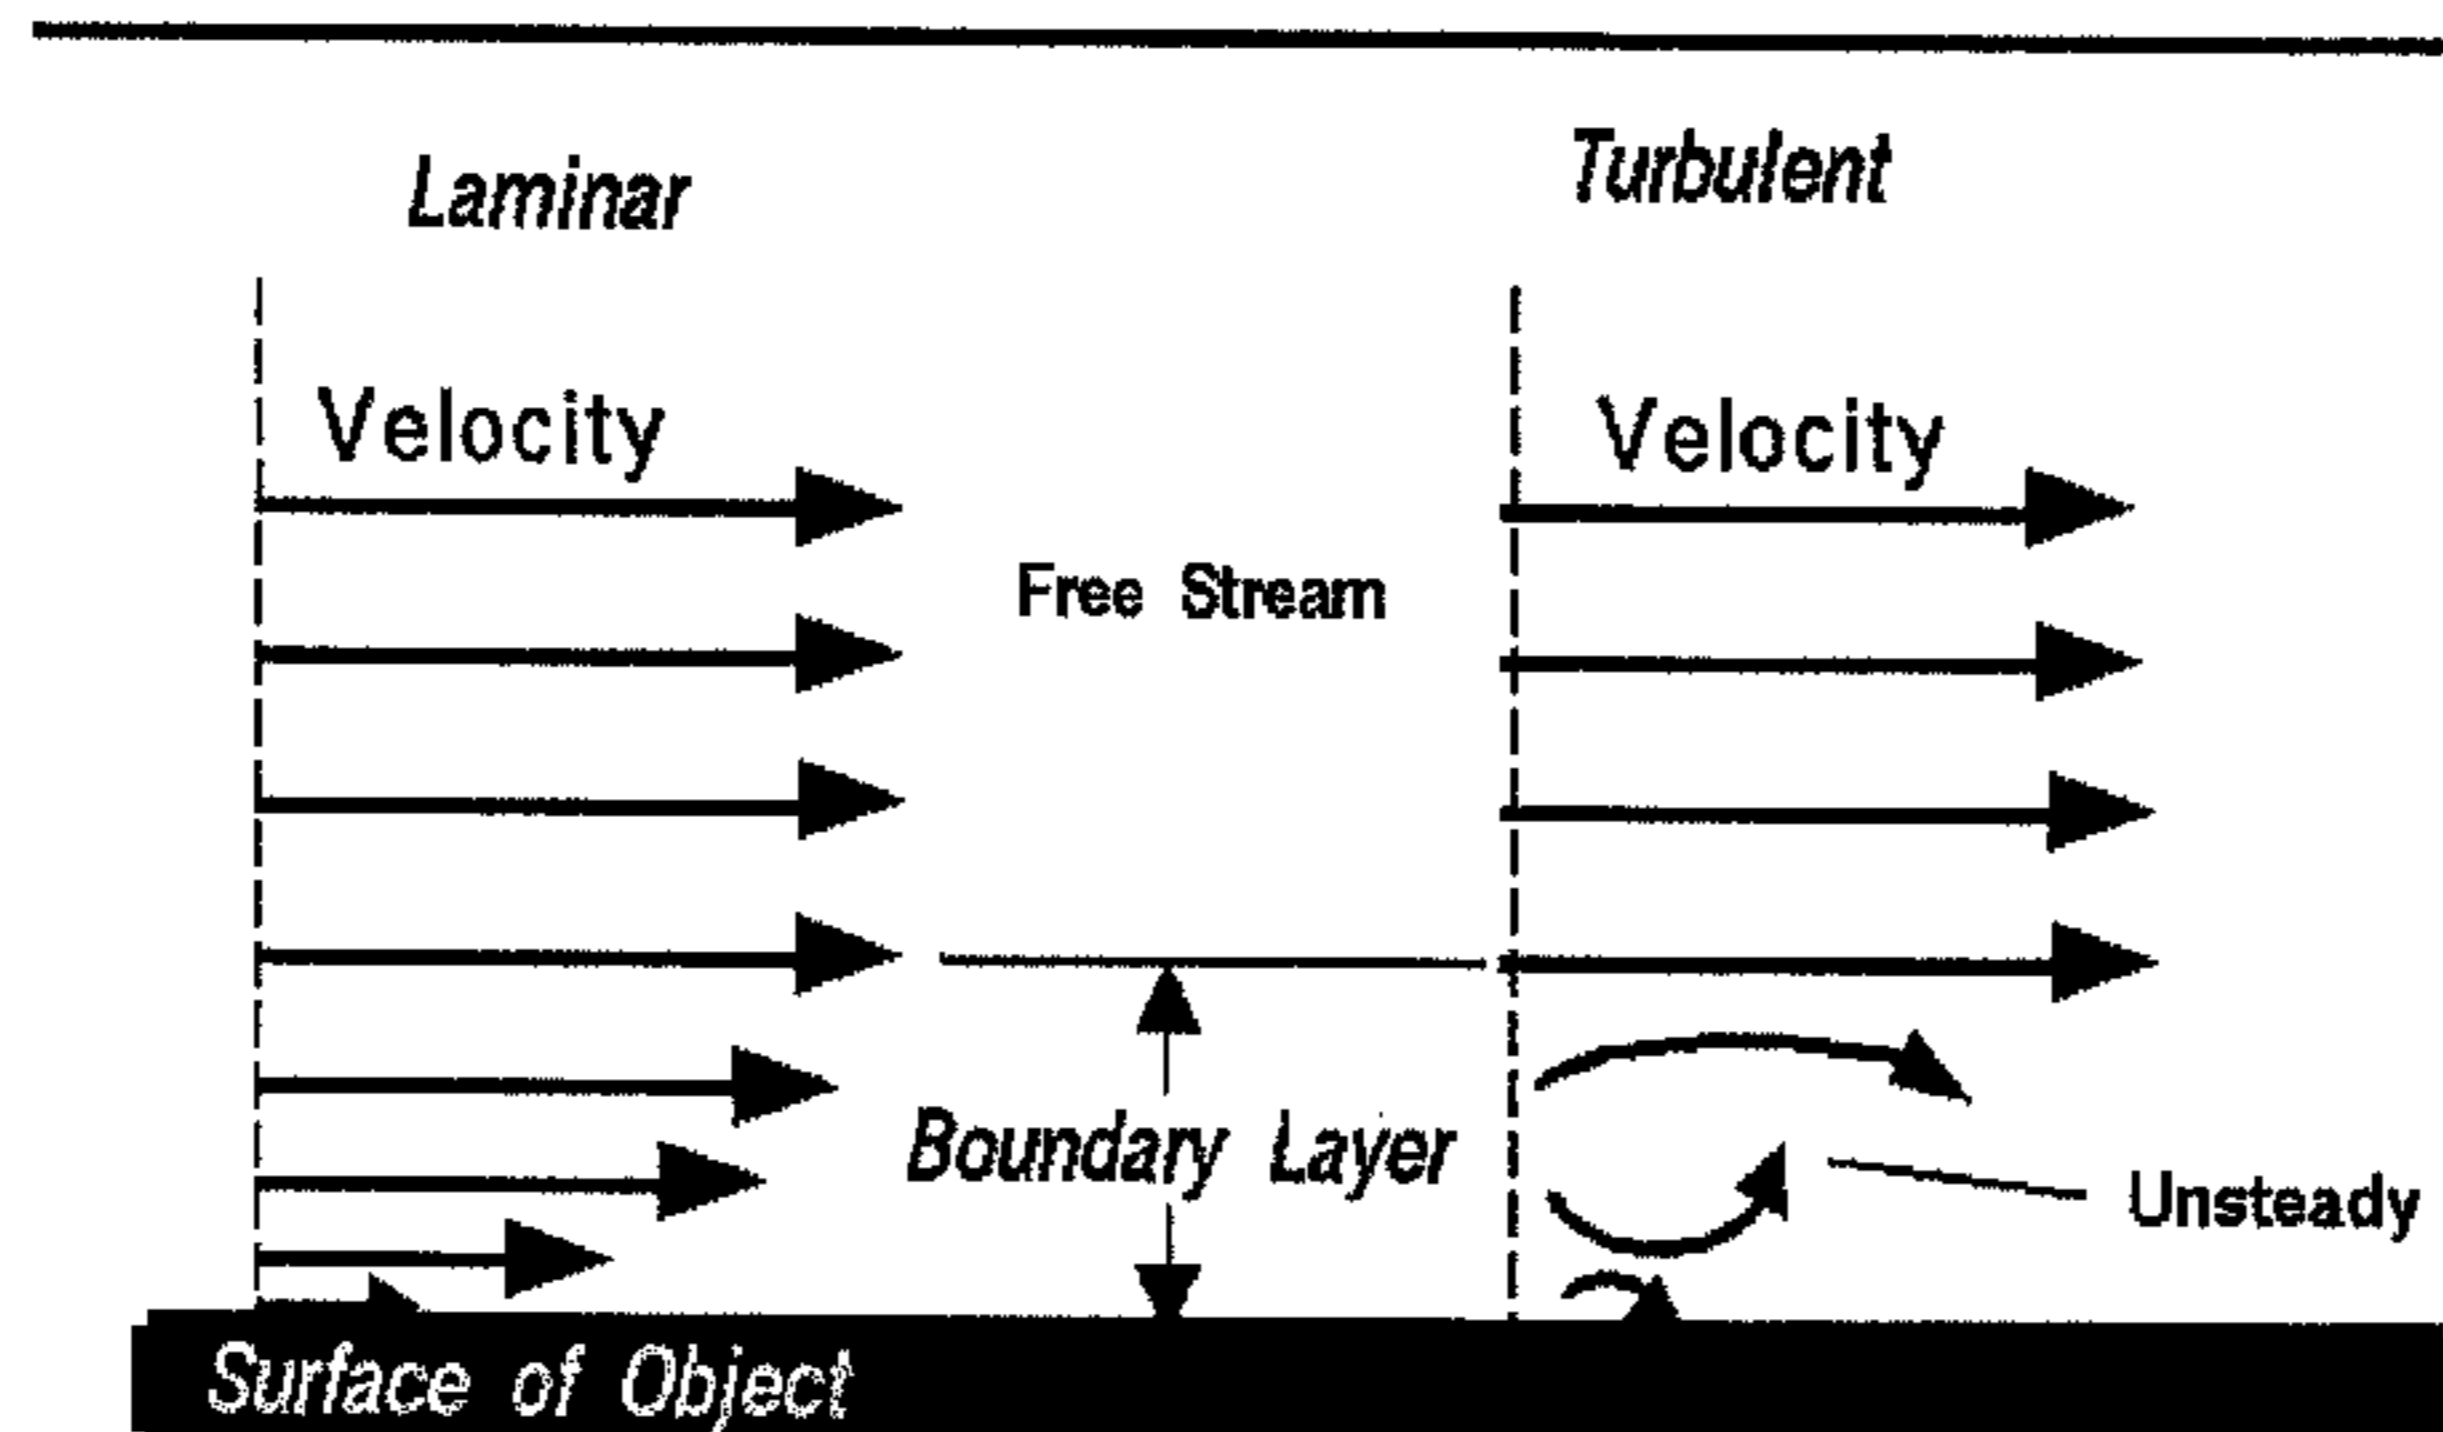 Laminar
Turbulent
Velocity
Velocity
Free Stream
Boundary Layer
Unsteady
Surface of Object